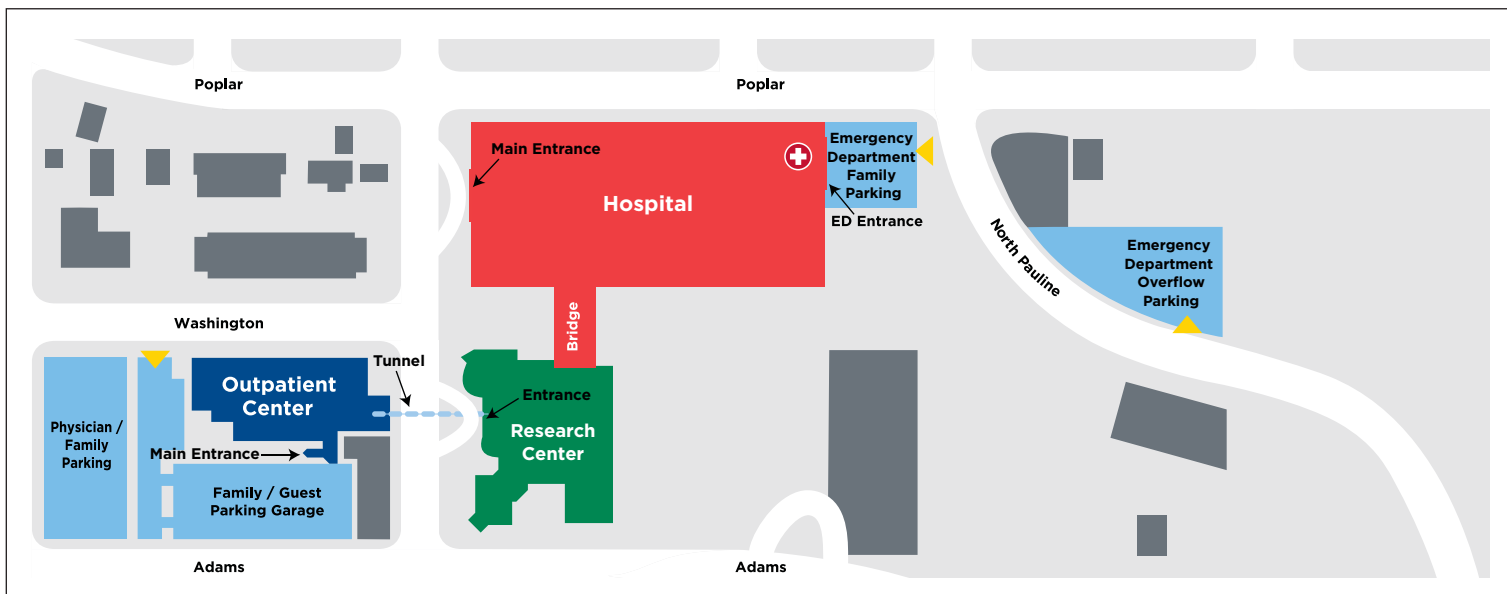 Poplar
Poplar
Main Entrance
Emergency
Department
Family
Parking
Hospital
ED Entrance
North Pauline
Emergency
Department
Overflow
Parking
Washington
Bridge
Tunnel
Outpatient
Center
Entrance
Physician /
Family
Parking
Research
Center
Main Entrance
Family / Guest
Parking Garage
Adams
Adams